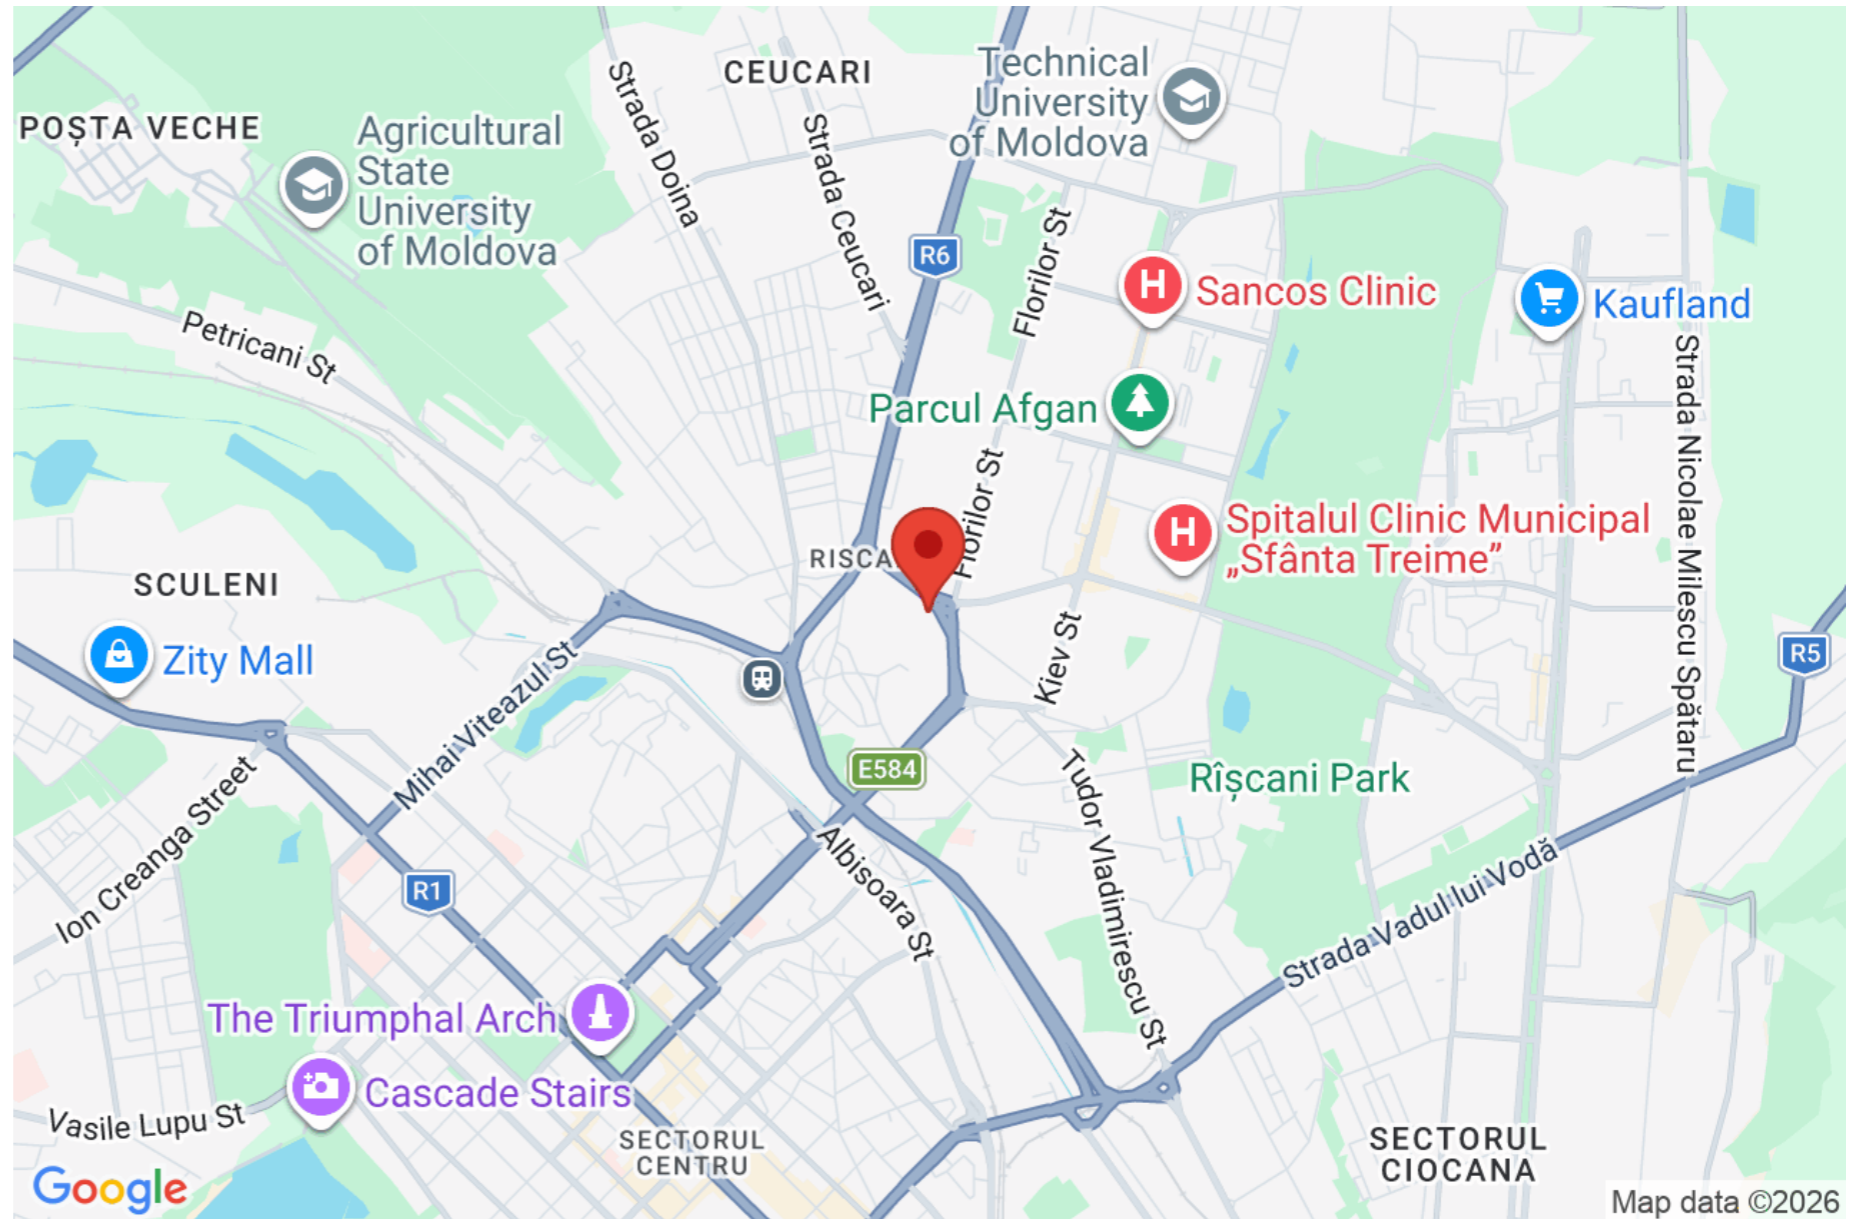 CEUCARI
Technical
University
of Moldova
POȘTA VECHE
Agricultural
State
University
of Moldova
Strada Doina
Strada Ceucari
R6
Florilor St
Sancos Clinic
Kaufland
Petricani St
Parcul Afgan
Strada Nicolae Milescu Spătaru
Florilor St
Spitalul Clinic Municipal
„Sfânta Treime”
RISCA
SCULENI
Zity Mall
Mihai Viteazul St
Kiev St
R5
E584
Rîșcani Park
Ion Creanga Street
Tudor Vladimirescu St
R1
Albisoara St
Strada Vadul lui Vodă
The Triumphal Arch
Cascade Stairs
Vasile Lupu St
SECTORUL
CENTRU
SECTORUL
CIOCANA
Google
Map data ©2026